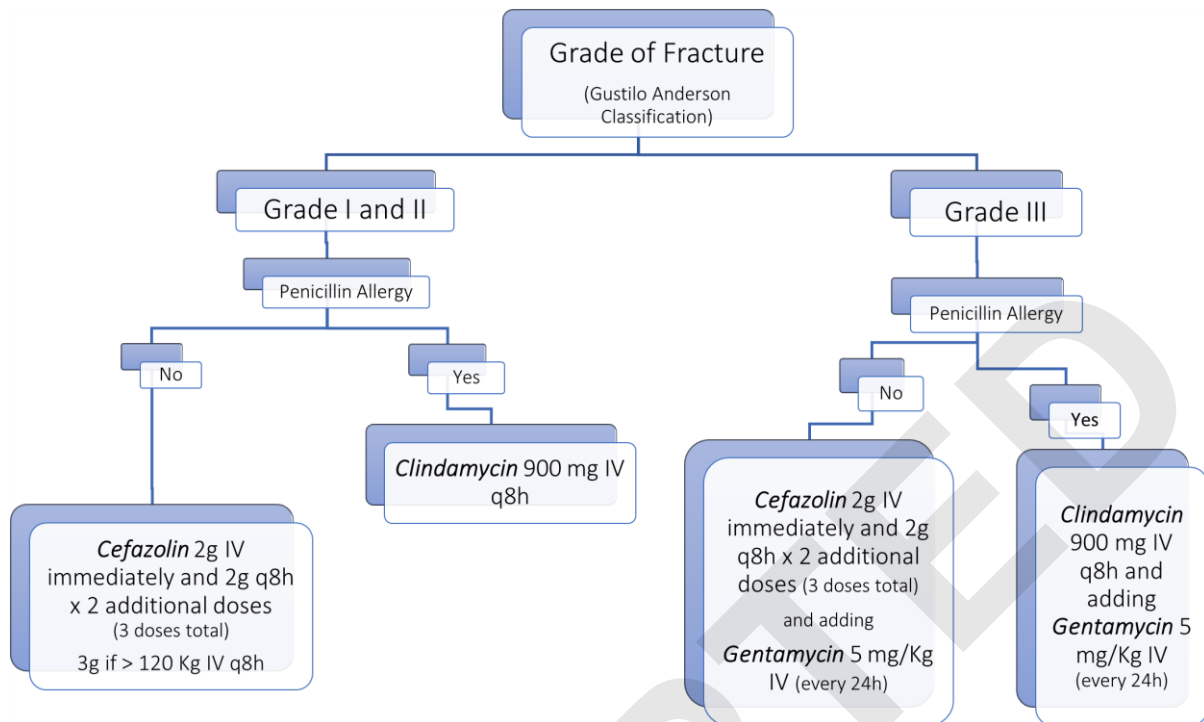 Grade of Fracture
(Gustilo Anderson
Classification)
Grade I and II
Penicillin Allergy
No
Cefazolin 2g IV
immediately and 2g q8h
x 2 additional doses
(3 doses total)
3g if > 120 Kg IV q8h
Yes
Clindamycin 900 mg IV
q8h
Grade III
Penicillin Allergy
No
Cefazolin 2g IV
immediately and 2g
q8h x 2 additional
doses (3 doses total)
and adding
Gentamycin 5 mg/Kg
IV (every 24h)
Yes
Clindamycin
900 mg IV
q8h and
adding
Gentamycin 5
mg/Kg IV
(every 24h)
PTED